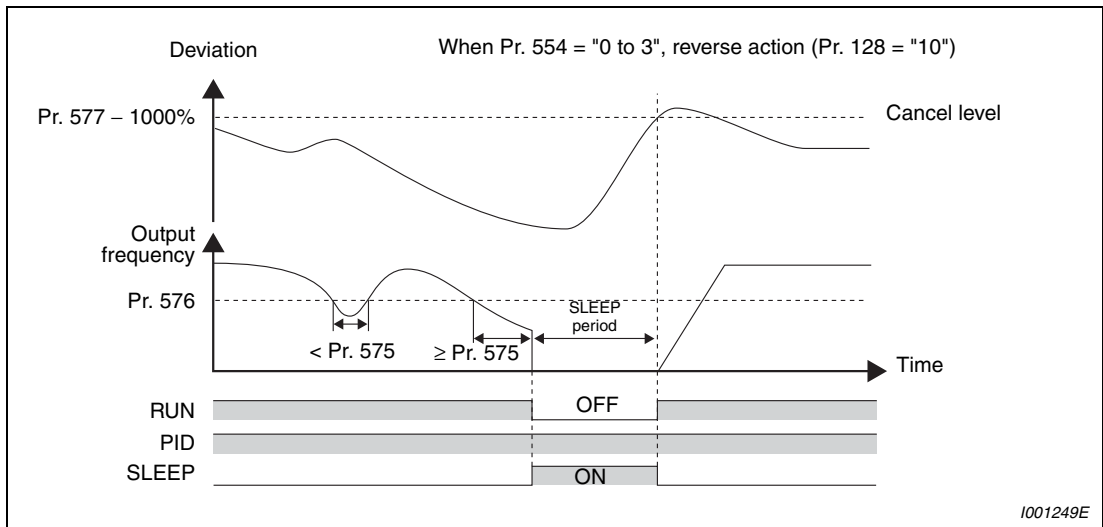 Deviation
When Pr. 554 = "0 to 3", reverse action (Pr. 128 = "10")
Pr. 577 – 1000%
Cancel level
Output
frequency
Pr. 576
SLEEP
period
< Pr. 575
≥ Pr. 575
Time
RUN
OFF
PID
SLEEP
ON
I001249E